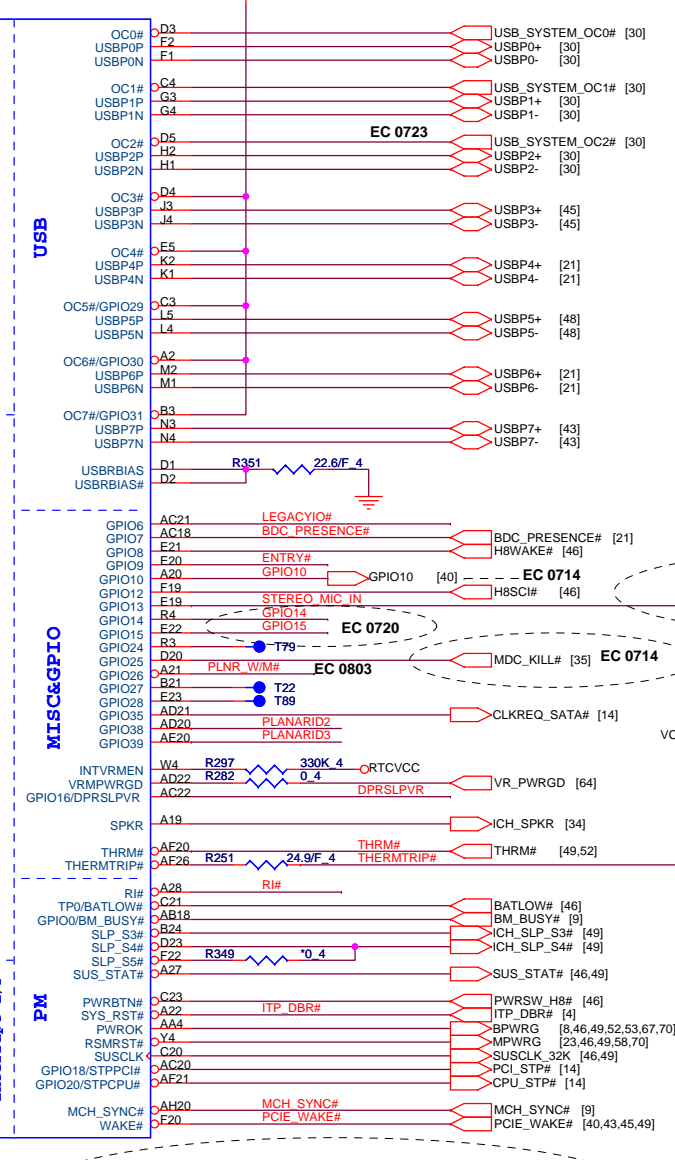 OC0# D3 USB_SYSTEM_OC0# [30]
USBP0P F2 USBP0+ [30]
USBP0N F1 USBP0- [30]
OC1# C4 USB_SYSTEM_OC1# [30]
USBP1P G3 USBP1+ [30]
USBP1N G4 USBP1- [30]
EC 0723
OC2# D5 USB_SYSTEM_OC2# [30]
USBP2P H2 USBP2+ [30]
USBP2N H1 USBP2- [30]
OC3# D4
USBP3P J3 USBP3+ [45]
USBP3N J4 USBP3- [45]
USB
OC4# E5
USBP4P K2 USBP4+ [21]
USBP4N K1 USBP4- [21]
OC5#/GPIO29 C3
USBP5P L5 USBP5+ [48]
USBP5N L4 USBP5- [48]
OC6#/GPIO30 A2
USBP6P M2 USBP6+ [21]
USBP6N M1 USBP6- [21]
OC7#/GPIO31 B3
USBP7P N3 USBP7+ [43]
USBP7N N4 USBP7- [43]
USBRBIAS D1 R351 22.6/F_4
USBRBIAS# D2
GPIO6 AC21 LEGACYIO#
GPIO7 AC18 BDC_PRESENCE# BDC_PRESENCE# [21]
GPIO8 E21 H8WAKE# [46]
GPIO9 E20 ENTRY#
GPIO10 A20 GPIO10 GPIO10 [40] EC 0714
GPIO12 F19 H8SCI# [46]
GPIO13 E19 STEREO_MIC_IN
GPIO14 R4 GPIO14
GPIO15 E22 GPIO15 EC 0720
GPIO24 R3 T79
GPIO25 D20 MDC_KILL# [35] EC 0714
GPIO26 A21 PLNR_W/M# EC 0803
GPIO27 B21 T22
GPIO28 E23 T89
GPIO35 AD21 CLKREQ_SATA# [14]
GPIO38 AD20 PLANARID2
GPIO39 AE20 PLANARID3
MISC&GPIO
VC
INTVRMEN W4 R297 330K_4 RTCVCC
VRMPWRGD AD22 R282 0_4 VR_PWRGD [64]
GPIO16/DPRSLPVR AC22 DPRSLPVR
SPKR A19 ICH_SPKR [34]
THRM# AF20 THRM# THRM# [49,52]
THERMTRIP# AF26 R251 24.9/F_4 THERMTRIP#
RI# A28 RI#
TP0/BATLOW# C21 BATLOW# [46]
GPIO0/BM_BUSY# AB18 BM_BUSY# [9]
SLP_S3# B24 ICH_SLP_S3# [49]
SLP_S4# D23 ICH_SLP_S4# [49]
SLP_S5# F22 R349 *0_4
SUS_STAT# A27 SUS_STAT# [46,49]
PM
PWRBTN# C23 PWRSW_H8# [46]
SYS_RST# A22 ITP_DBR# ITP_DBR# [4]
PWROK AA4 BPWRG [8,46,49,52,53,67,70]
RSMRST# Y4 MPWRG [23,46,49,58,70]
SUSCLK C20 SUSCLK_32K [46,49]
GPIO18/STPPCI# AC20 PCI_STP# [14]
GPIO20/STPCPU# AF21 CPU_STP# [14]
MCH_SYNC# AH20 MCH_SYNC# MCH_SYNC# [9]
WAKE# F20 PCIE_WAKE# PCIE_WAKE# [40,43,45,49]